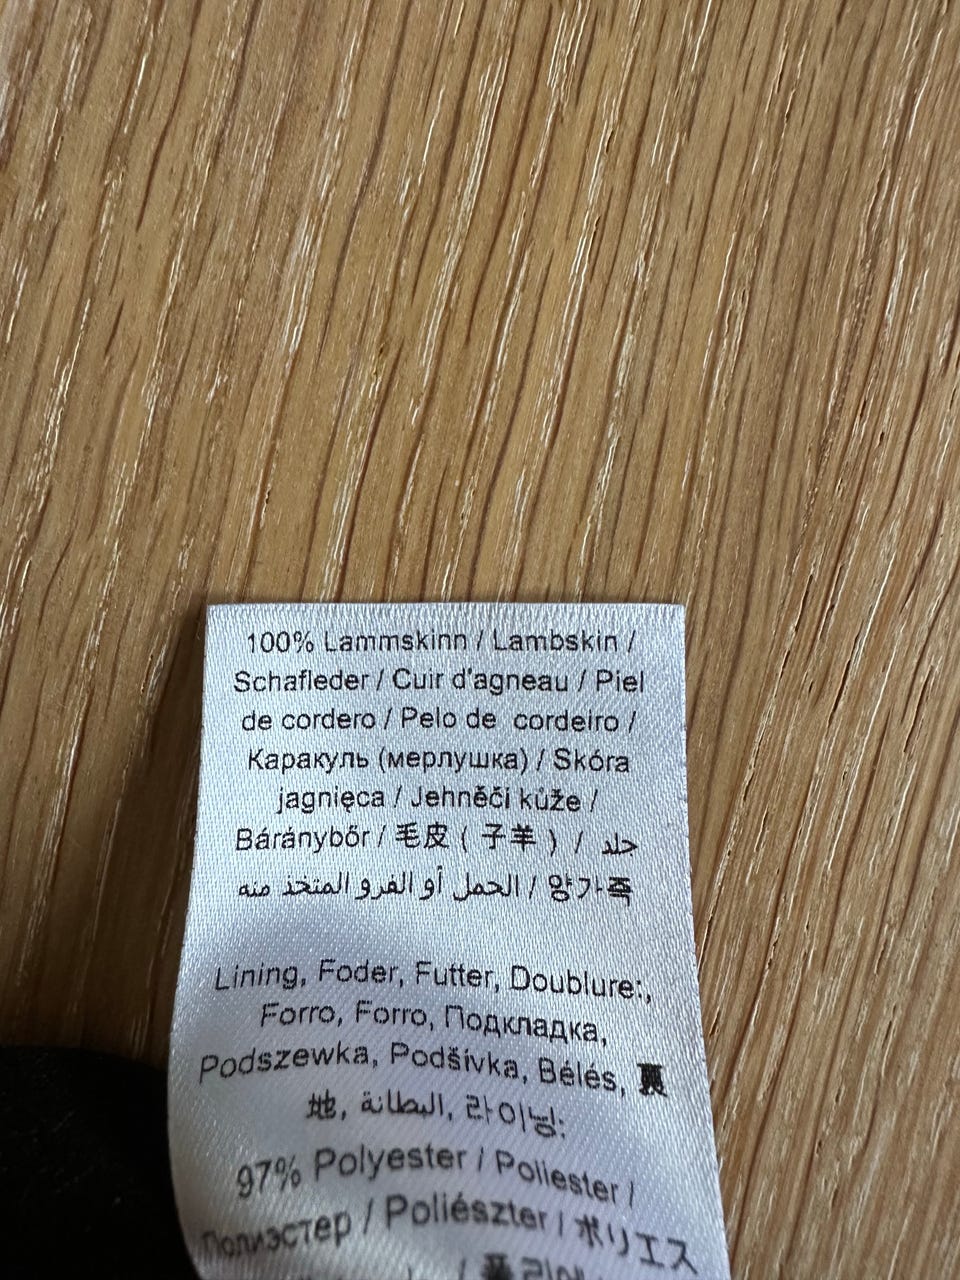 100% Lammskinn / Lambskin /
Schafleder / Cuir d'agneau / Piel
de cordero / Pelo de cordeiro /
Каракуль (мерлушка) / Skóra
jagnięca / Jehněčí kůže /
Báránybőr / 毛皮 ( 子羊 ) / جلد
الحمل أو الفرو المتخذ منه / 양가죽
Lining, Foder, Futter, Doublure:,
Forro, Forro, Подкладка,
Podszewka, Podšívka, Bélés, 裏
地, البطانة, 라이닝:
97% Polyester / Poliester /
Полиэстер / Poliészter / ポリエス